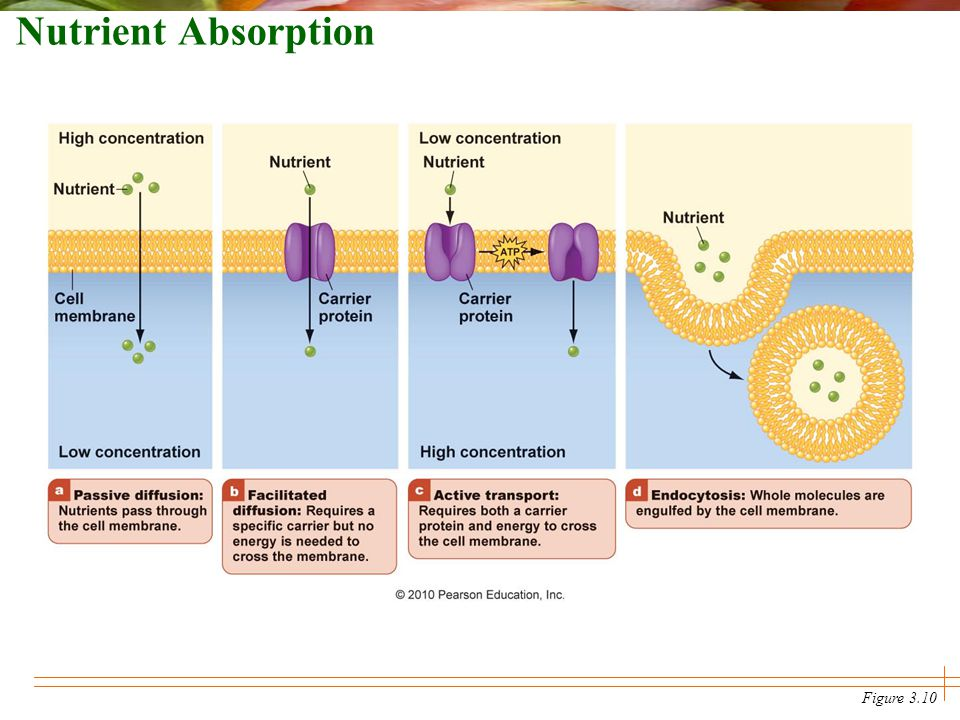 Nutrient Absorption
High concentration
Nutrient
Cell
membrane
Low concentration
Nutrient
Carrier
protein
Low concentration
Nutrient
ATP
Carrier
protein
High concentration
Nutrient
a Passive diffusion:
Nutrients pass through
the cell membrane.
b Facilitated
diffusion: Requires a
specific carrier but no
energy is needed to
cross the membrane.
c Active transport:
Requires both a carrier
protein and energy to cross
the cell membrane.
d Endocytosis: Whole molecules are
engulfed by the cell membrane.
© 2010 Pearson Education, Inc.
Figure 3.10